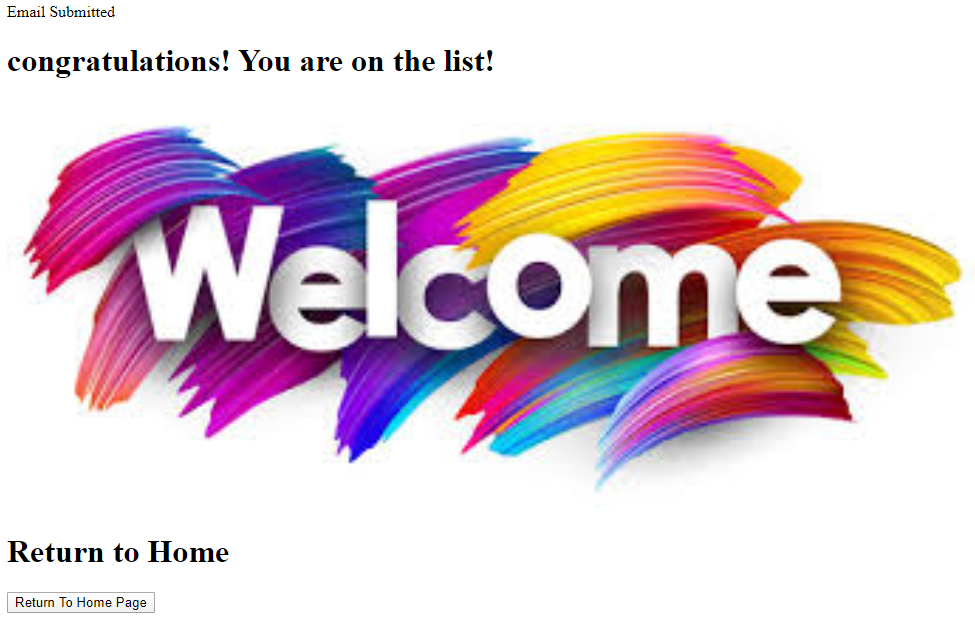 Email Submitted
congratulations! You are on the list!
Welcome
Return to Home
Return To Home Page